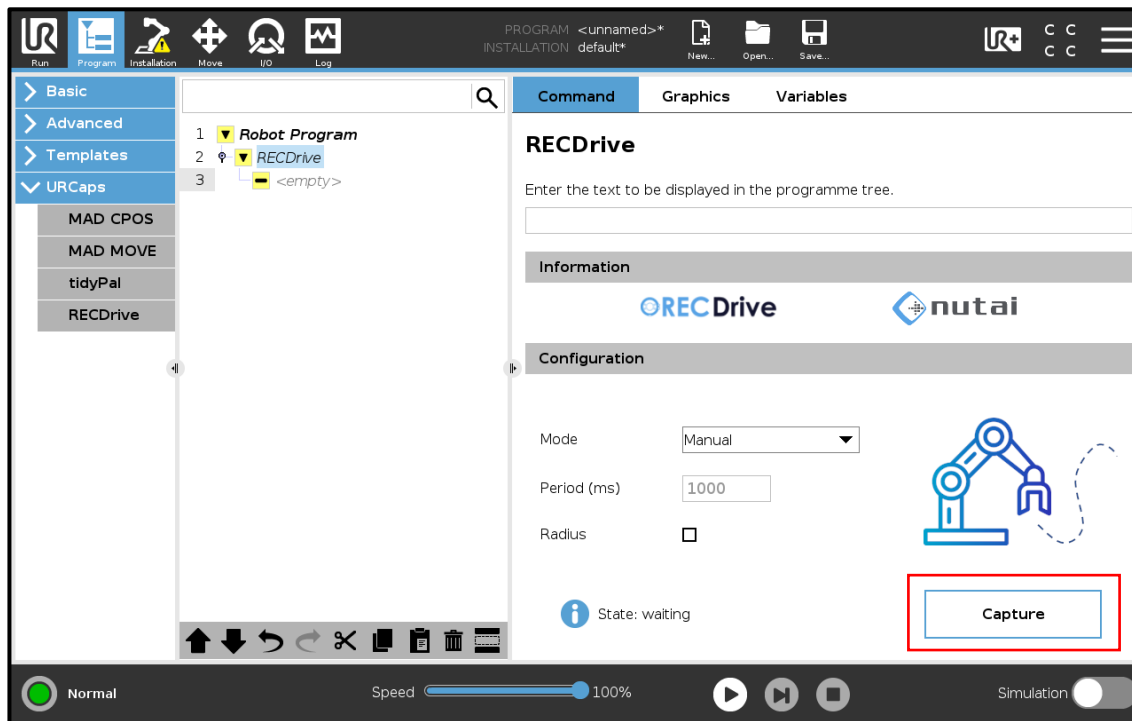 UR
PROGRAM <unnamed>*
INSTALLATION default*
UR+
C C
C C
Run Program Installation Move I/O Log
New... Open... Save...
Basic
Advanced
Templates
URCaps
MAD CPOS
MAD MOVE
tidyPal
RECDrive
1 Robot Program
2 RECDrive
3 <empty>
Command Graphics Variables
RECDrive
Enter the text to be displayed in the programme tree.
Information
RECDrive nutai
Configuration
Mode Manual
Period (ms) 1000
Radius
State: waiting
Capture
Normal
Speed 100%
Simulation